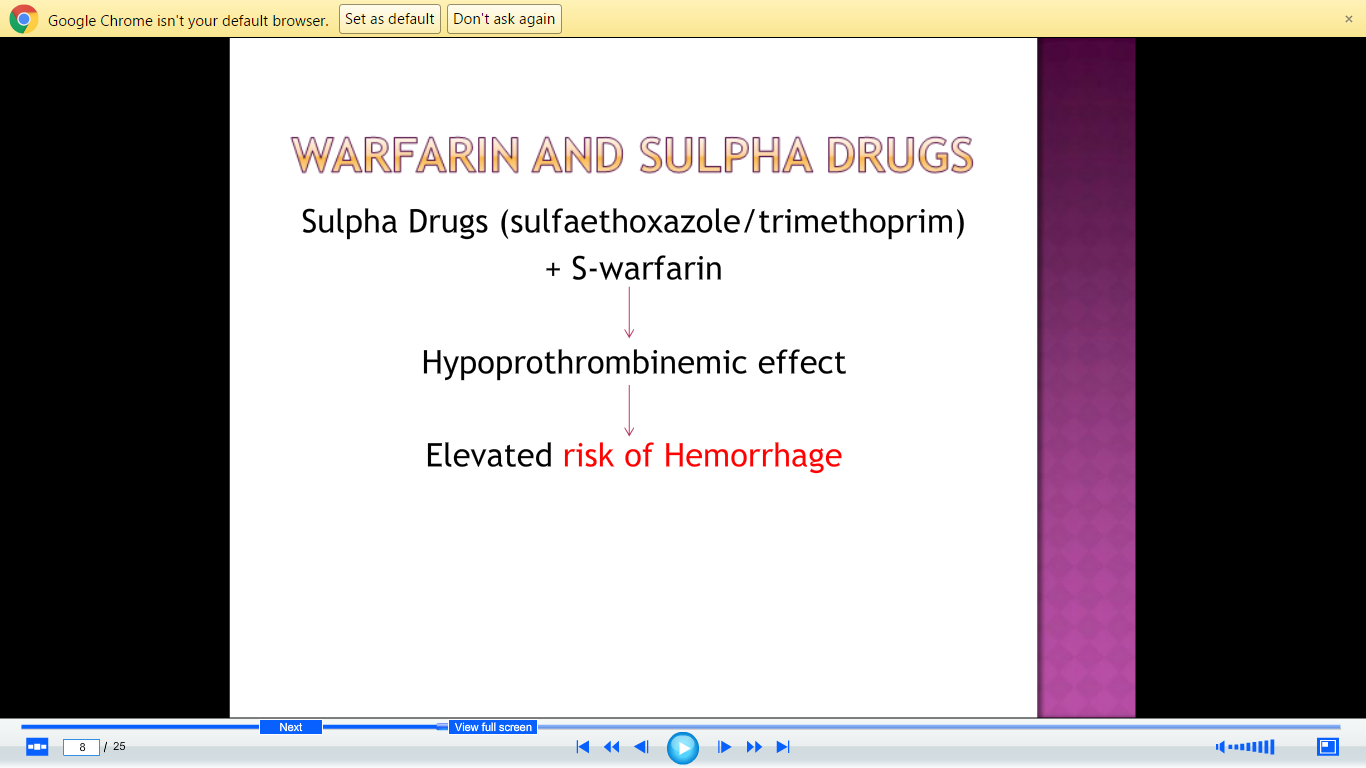 Google Chrome isn't your default browser. Set as default Don't ask again ×
WARFARIN AND SULPHA DRUGS
Sulpha Drugs (sulfaethoxazole/trimethoprim)
+ S-warfarin
Hypoprothrombinemic effect
Elevated risk of Hemorrhage
Next View full screen
8 / 25